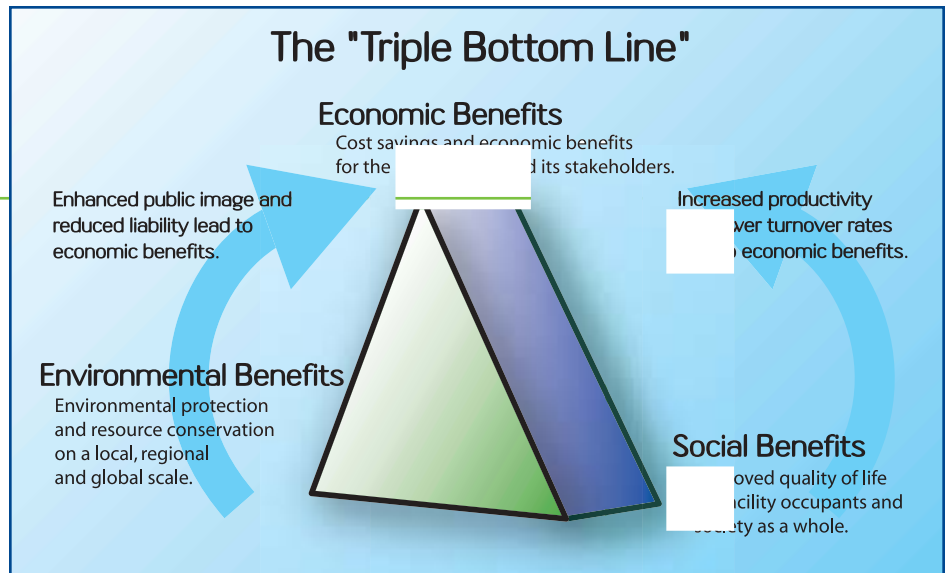 The "Triple Bottom Line"
Economic Benefits
Cost savings and economic benefits
for the its stakeholders.
Enhanced public image and
reduced liability lead to
economic benefits.
Increased productivity
turnover rates
economic benefits.
Environmental Benefits
Environmental protection
and resource conservation
on a local, regional
and global scale.
Social Benefits
quality of life
occupants and
society as a whole.